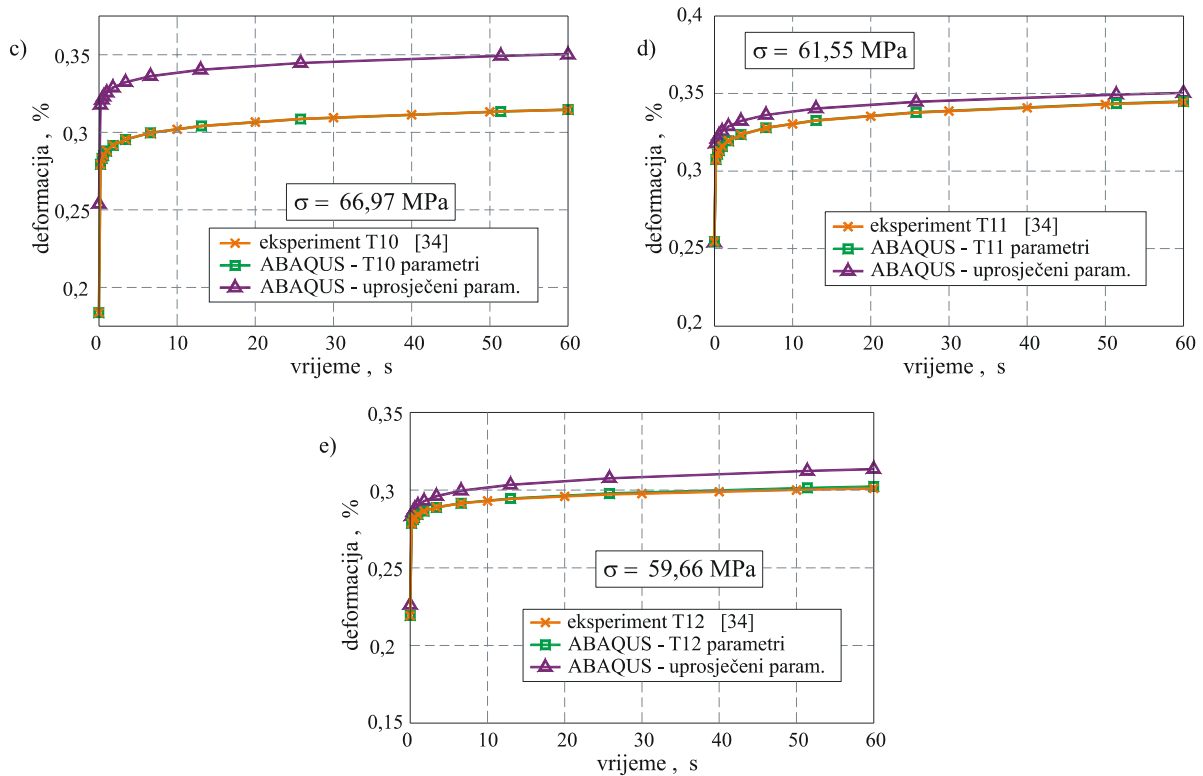 c)
0,35
0,3
0,25
0,2
deformacija , %
σ = 66,97 MPa
eksperiment T10 [34]
ABAQUS - T10 parametri
ABAQUS - uprosječeni param.
0 10 20 30 40 50 60
vrijeme , s
d)
0,4
0,35
0,3
0,25
0,2
deformacija , %
σ = 61,55 MPa
eksperiment T11 [34]
ABAQUS - T11 parametri
ABAQUS - uprosječeni param.
0 10 20 30 40 50 60
vrijeme , s
e)
0,35
0,3
0,25
0,2
0,15
deformacija , %
σ = 59,66 MPa
eksperiment T12 [34]
ABAQUS - T12 parametri
ABAQUS - uprosječeni param.
0 10 20 30 40 50 60
vrijeme , s